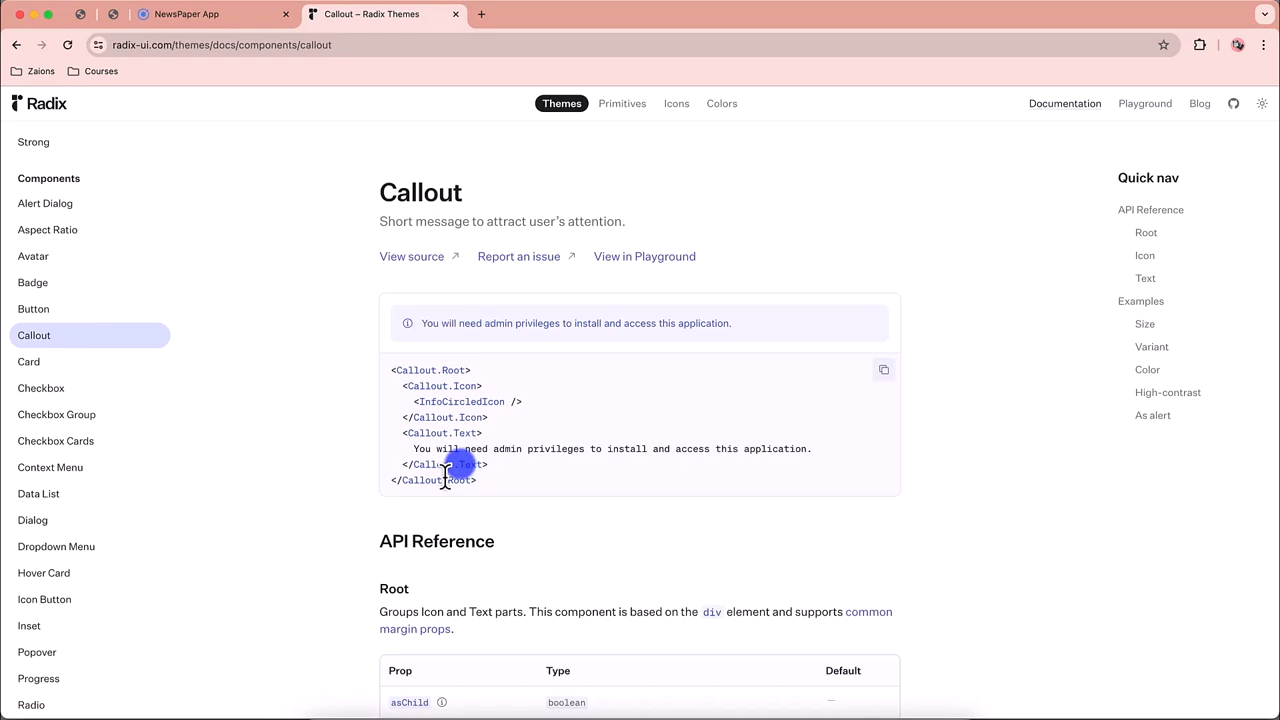 NewsPaper App
Callout – Radix Themes
radix-ui.com/themes/docs/components/callout
Zaions
Courses
Radix
Themes
Primitives
Icons
Colors
Documentation
Playground
Blog
Strong
Components
Alert Dialog
Aspect Ratio
Avatar
Badge
Button
Callout
Card
Checkbox
Checkbox Group
Checkbox Cards
Context Menu
Data List
Dialog
Dropdown Menu
Hover Card
Icon Button
Inset
Popover
Progress
Radio
Callout
Short message to attract user's attention.
View source
Report an issue
View in Playground
You will need admin privileges to install and access this application.
<Callout.Root>
<Callout.Icon>
<InfoCircledIcon />
</Callout.Icon>
<Callout.Text>
You will need admin privileges to install and access this application.
</Callout.Text>
</Callout.Root>
API Reference
Root
Groups Icon and Text parts. This component is based on the div element and supports common
margin props.
Prop Type Default
asChild boolean —
Quick nav
API Reference
Root
Icon
Text
Examples
Size
Variant
Color
High-contrast
As alert